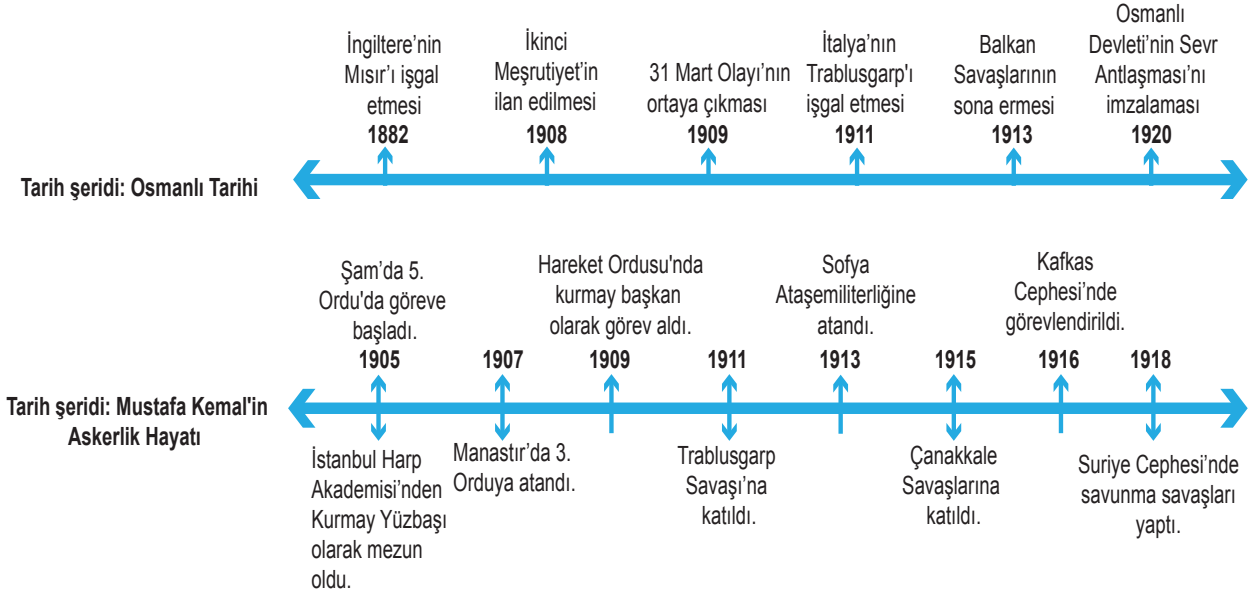 İngiltere’nin
Mısır’ı işgal
etmesi
1882
İkinci
Meşrutiyet’in
ilan edilmesi
1908
31 Mart Olayı’nın
ortaya çıkması
1909
İtalya’nın
Trablusgarp'ı
işgal etmesi
1911
Balkan
Savaşlarının
sona ermesi
1913
Osmanlı
Devleti’nin Sevr
Antlaşması’nı
imzalaması
1920
Tarih şeridi: Osmanlı Tarihi
Şam’da 5.
Ordu'da göreve
başladı.
1905
1907
Hareket Ordusu'nda
kurmay başkan
olarak görev aldı.
1909
1911
Sofya
Ataşemiliterliğine
atandı.
1913
1915
Kafkas
Cephesi’nde
görevlendirildi.
1916
1918
Tarih şeridi: Mustafa Kemal'in
Askerlik Hayatı
İstanbul Harp
Akademisi’nden
Kurmay Yüzbaşı
olarak mezun
oldu.
Manastır’da 3.
Orduya atandı.
Trablusgarp
Savaşı’na
katıldı.
Çanakkale
Savaşlarına
katıldı.
Suriye Cephesi’nde
savunma savaşları
yaptı.